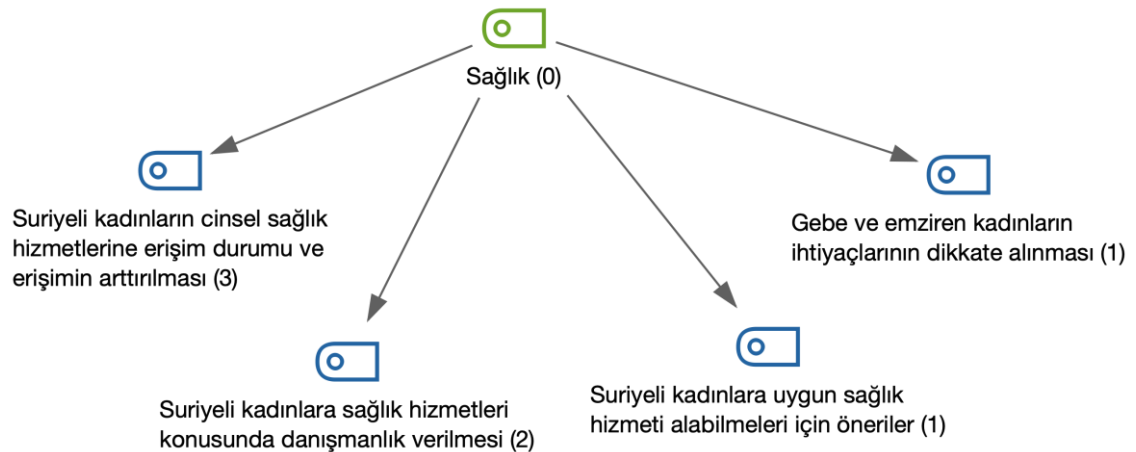 Sağlık (0)
Suriyeli kadınların cinsel sağlık
hizmetlerine erişim durumu ve
erişimin arttırılması (3)
Gebe ve emziren kadınların
ihtiyaçlarının dikkate alınması (1)
Suriyeli kadınlara sağlık hizmetleri
konusunda danışmanlık verilmesi (2)
Suriyeli kadınlara uygun sağlık
hizmeti alabilmeleri için öneriler (1)